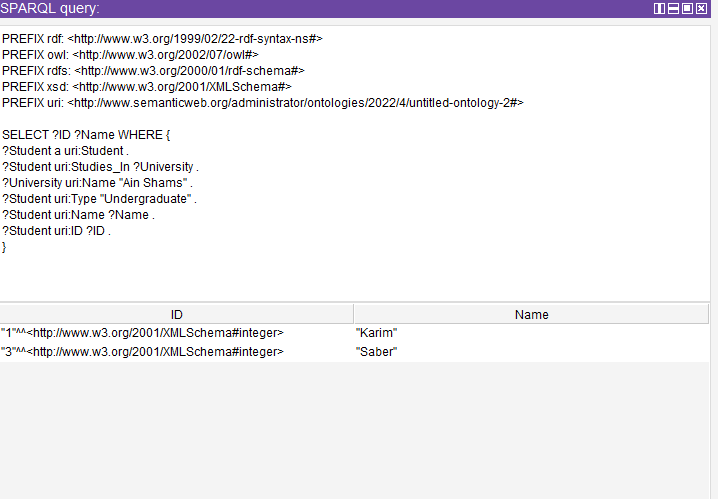 SPARQL query:
PREFIX rdf: <http://www.w3.org/1999/02/22-rdf-syntax-ns#>
PREFIX owl: <http://www.w3.org/2002/07/owl#>
PREFIX rdfs: <http://www.w3.org/2000/01/rdf-schema#>
PREFIX xsd: <http://www.w3.org/2001/XMLSchema#>
PREFIX uri: <http://www.semanticweb.org/administrator/ontologies/2022/4/untitled-ontology-2#>
SELECT ?ID ?Name WHERE {
?Student a uri:Student .
?Student uri:Studies_In ?University .
?University uri:Name "Ain Shams" .
?Student uri:Type "Undergraduate" .
?Student uri:Name ?Name .
?Student uri:ID ?ID .
}
ID Name
"1"^^<http://www.w3.org/2001/XMLSchema#integer> "Karim"
"3"^^<http://www.w3.org/2001/XMLSchema#integer> "Saber"